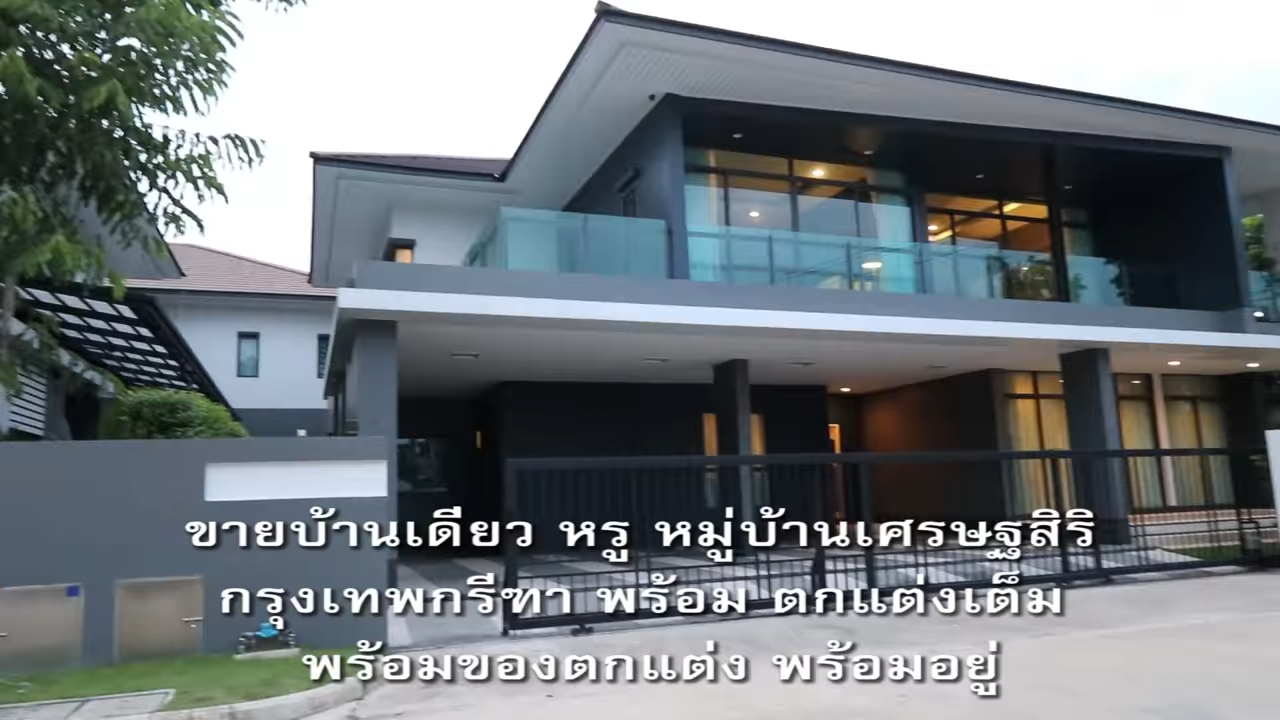 ขายบ้านเดี่ยว หรู หมู่บ้านเศรษฐสิริ
กรุงเทพกรีฑา พร้อม ตกแต่งเต็ม
พร้อมของตกแต่ง พร้อมอยู่